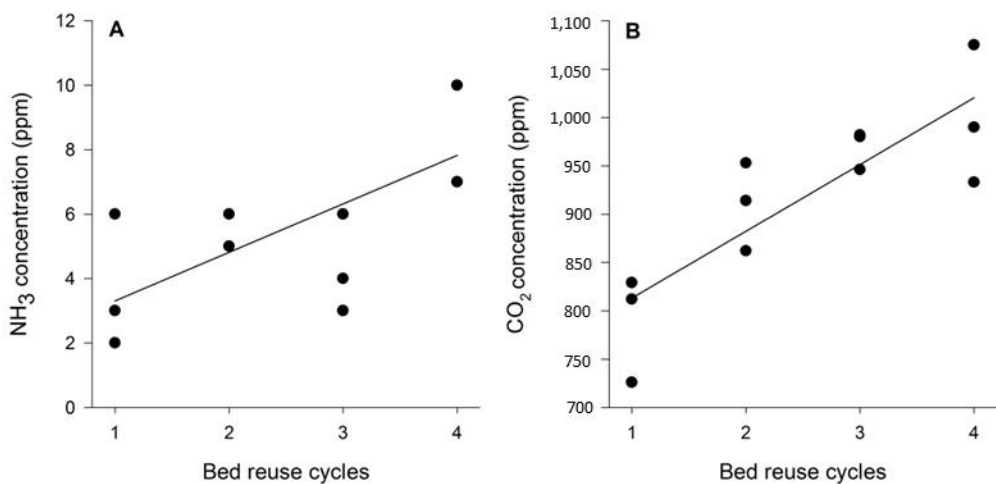 A
NH₃ concentration (ppm)
12
10
8
6
4
2
0
1 2 3 4
Bed reuse cycles
B
CO₂ concentration (ppm)
1,100
1,050
1,000
950
900
850
800
750
700
1 2 3 4
Bed reuse cycles